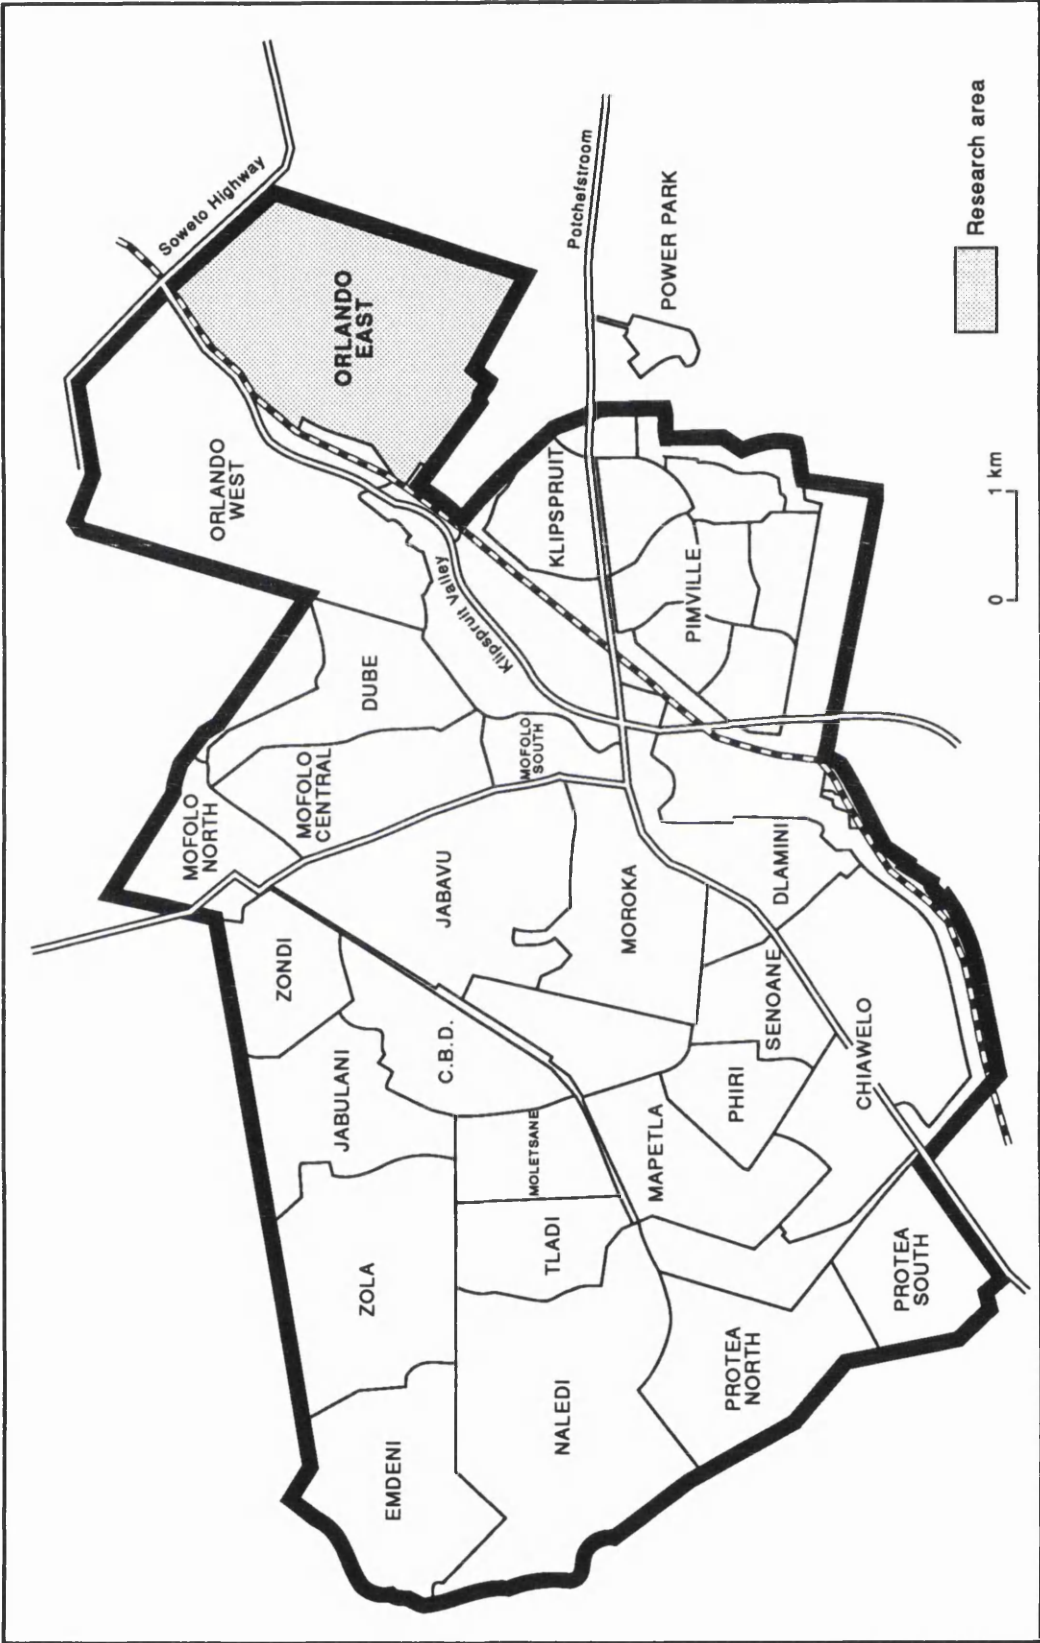 Soweto Highway
ORLANDO
EAST
ORLANDO
WEST
Potchefstroom
POWER PARK
KLIPSPRUIT
PIMVILLE
Klipspruit Valley
DUBE
MOFOLO
SOUTH
MOFOLO
CENTRAL
MOFOLO
NORTH
JABAVU
MOROKA
DLAMINI
ZONDI
C.B.D.
SENOANE
CHIAWELO
JABULANI
MOLETSANE
MAPETLA
PHIRI
ZOLA
TLADI
PROTEA
SOUTH
PROTEA
NORTH
EMDENI
NALEDI
Research area
0 1 km